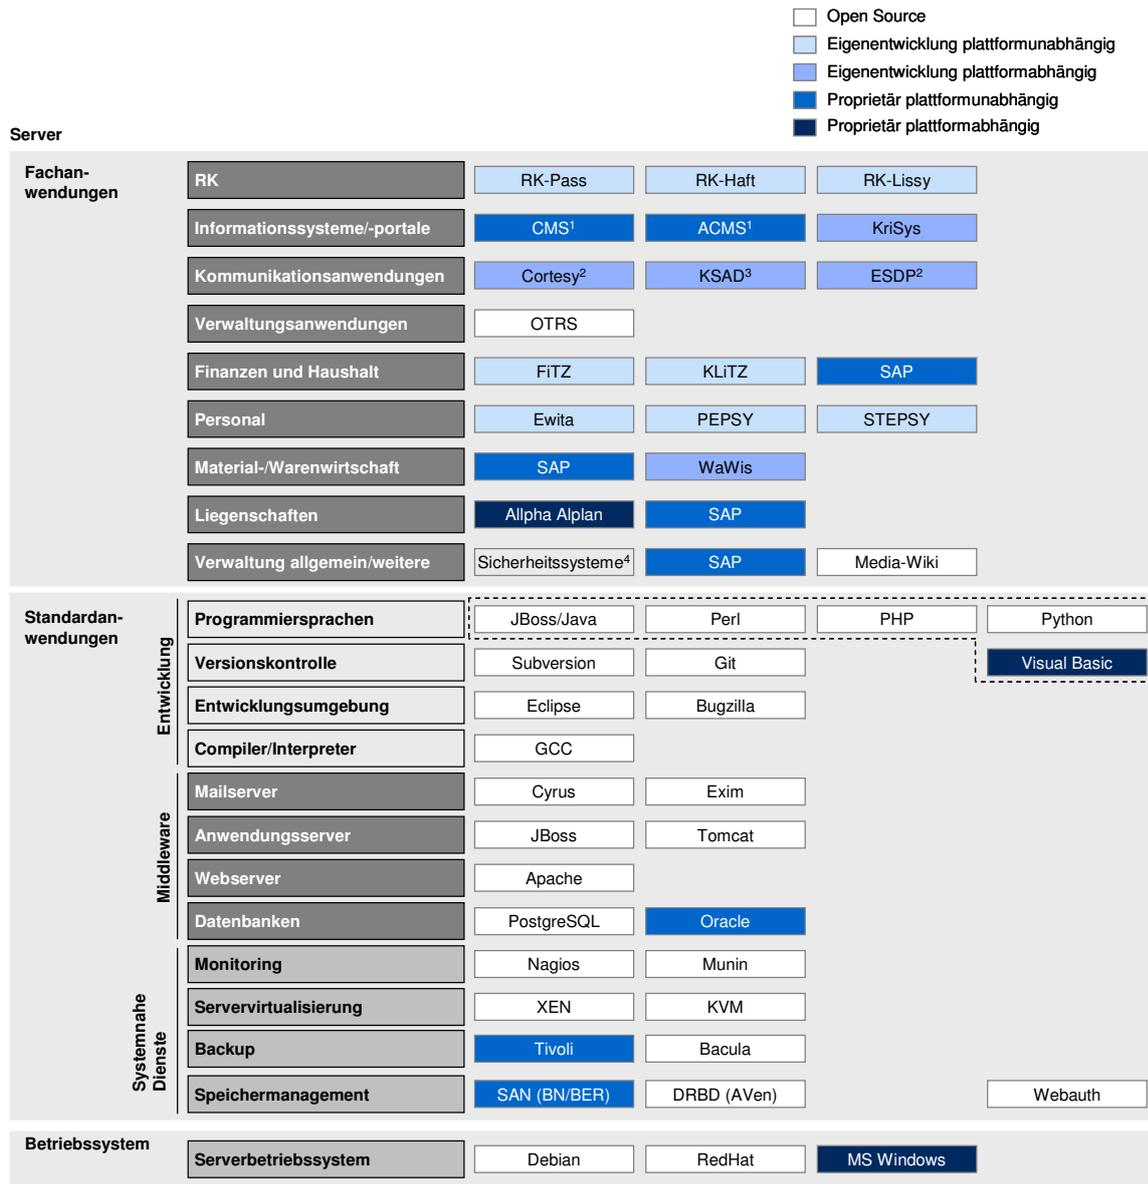 Open Source
Eigenentwicklung plattformunabhängig
Eigenentwicklung plattformabhängig
Proprietär plattformunabhängig
Proprietär plattformabhängig
Server
Fachan-
wendungen
RK RK-Pass RK-Haft RK-Lissy
Informationssysteme/-portale CMS¹ ACMS¹ KriSys
Kommunikationsanwendungen Cortesy² KSAD³ ESDP²
Verwaltungsanwendungen OTRS
Finanzen und Haushalt FiTZ KLiTZ SAP
Personal Ewita PEPSY STEPSY
Material-/Warenwirtschaft SAP WaWis
Liegenschaften Allpha Alplan SAP
Verwaltung allgemein/weitere Sicherheitssysteme⁴ SAP Media-Wiki
Standardan-
wendungen
Entwicklung
Programmiersprachen JBoss/Java Perl PHP Python
Versionskontrolle Subversion Git Visual Basic
Entwicklungsumgebung Eclipse Bugzilla
Compiler/Interpreter GCC
Middleware
Mailserver Cyrus Exim
Anwendungsserver JBoss Tomcat
Webserver Apache
Datenbanken PostgreSQL Oracle
Systemnahe
Dienste
Monitoring Nagios Munin
Servervirtualisierung XEN KVM
Backup Tivoli Bacula
Speichermanagement SAN (BN/BER) DRBD (AVen) Webauth
Betriebssystem
Serverbetriebssystem Debian RedHat MS Windows